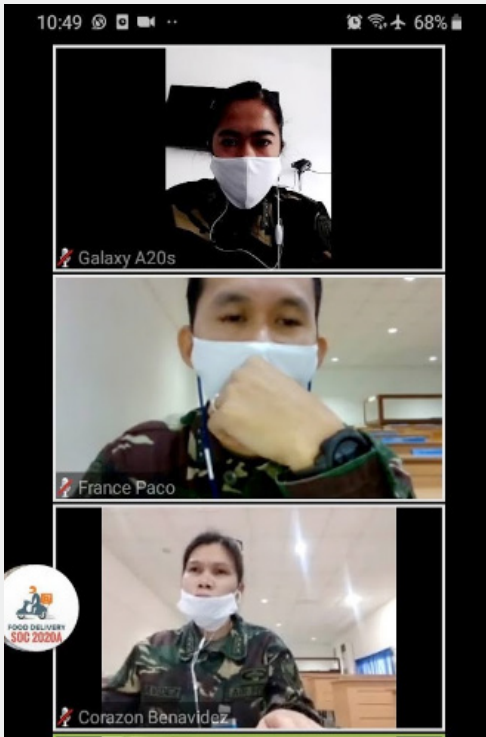 10:49
68%
Galaxy A20s
France Paco
FOOD DELIVERY
SOC 2020A
Corazon Benavidez